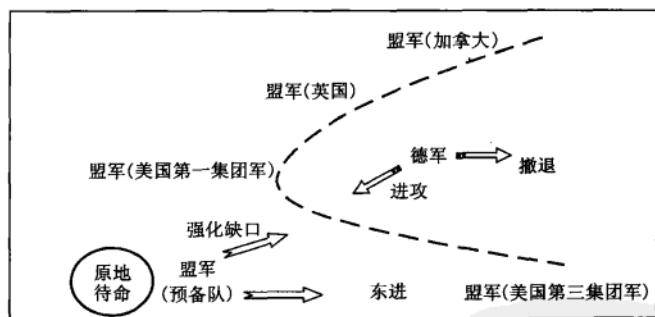 盟军(加拿大)
盟军(英国)
盟军(美国第一集团军)
德军
撤退
进攻
强化缺口
原地
待命
盟军
(预备队)
东进
盟军(美国第三集团军)